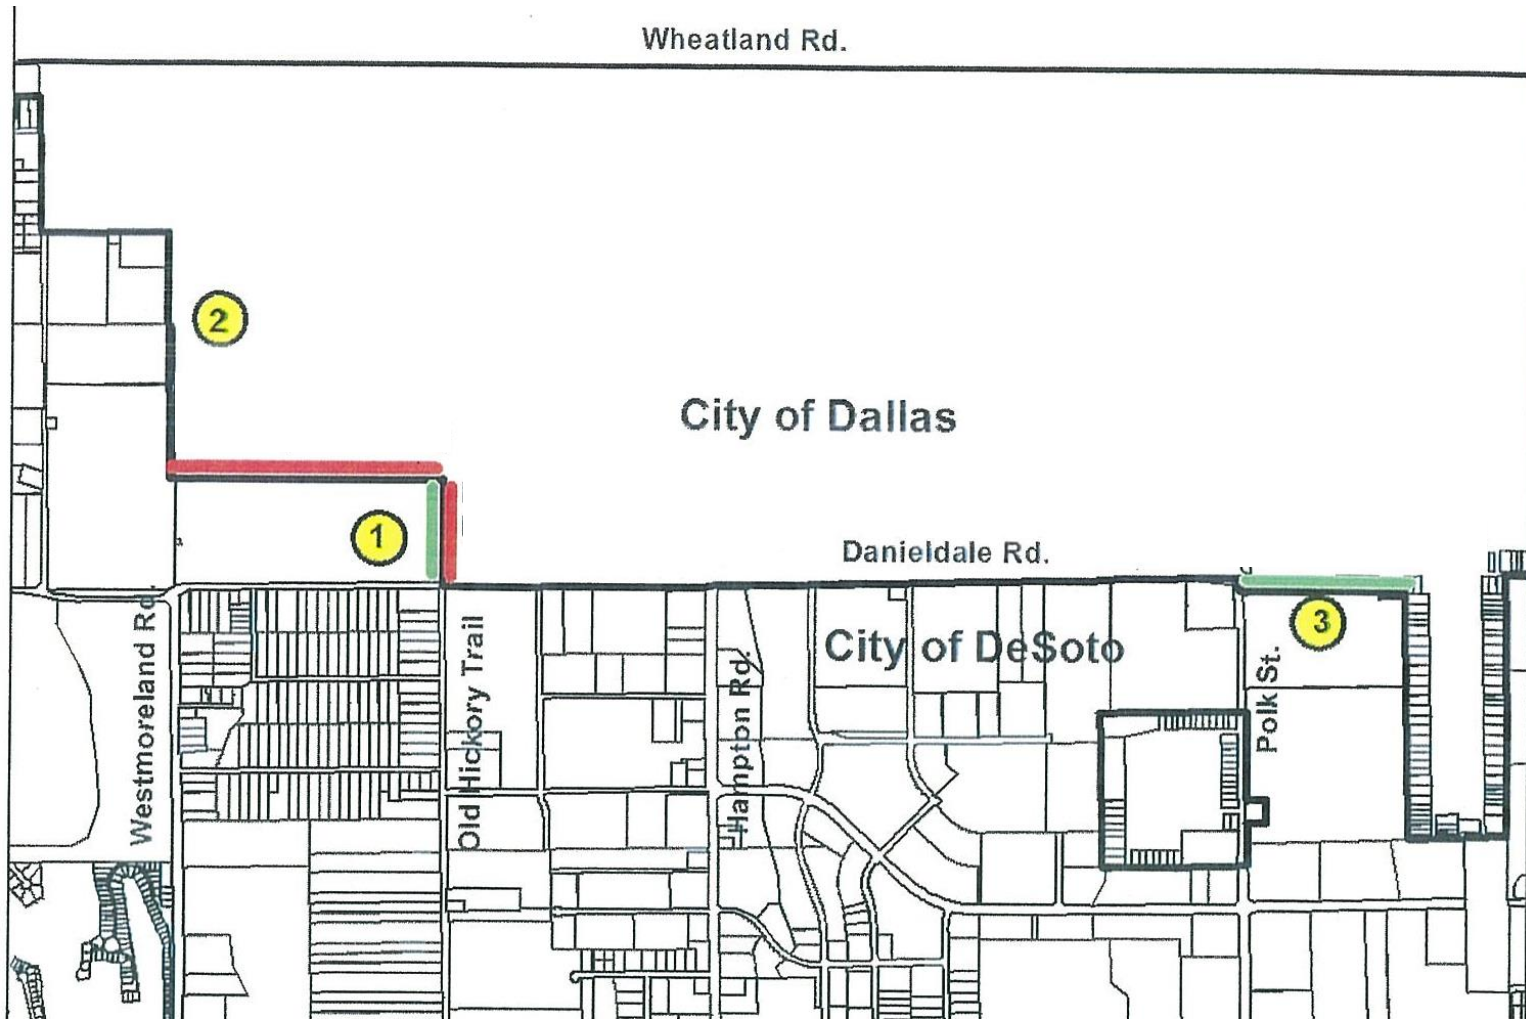 Wheatland Rd.
2
City of Dallas
1
Danieldale Rd.
3
City of DeSoto
Westmoreland Rd.
Old Hickory Trail
Hampton Rd.
Polk St.